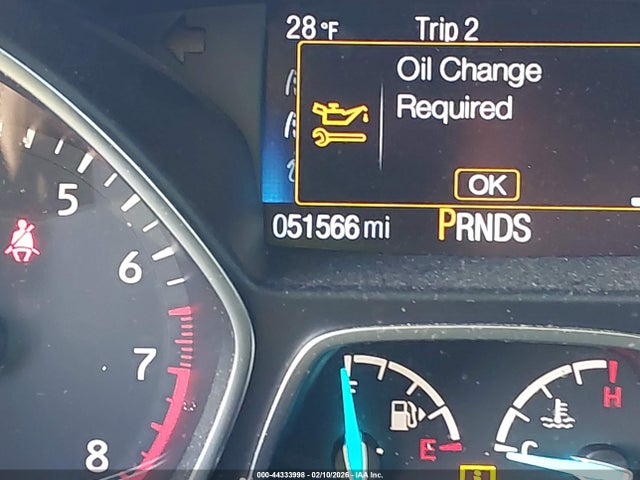 28°F Trip 2
Oil Change
Required
OK
051566 mi PRNDS
5
6
7
8
F
E
H
C
i
000-44333998 - 02/10/2026 - IAA Inc.